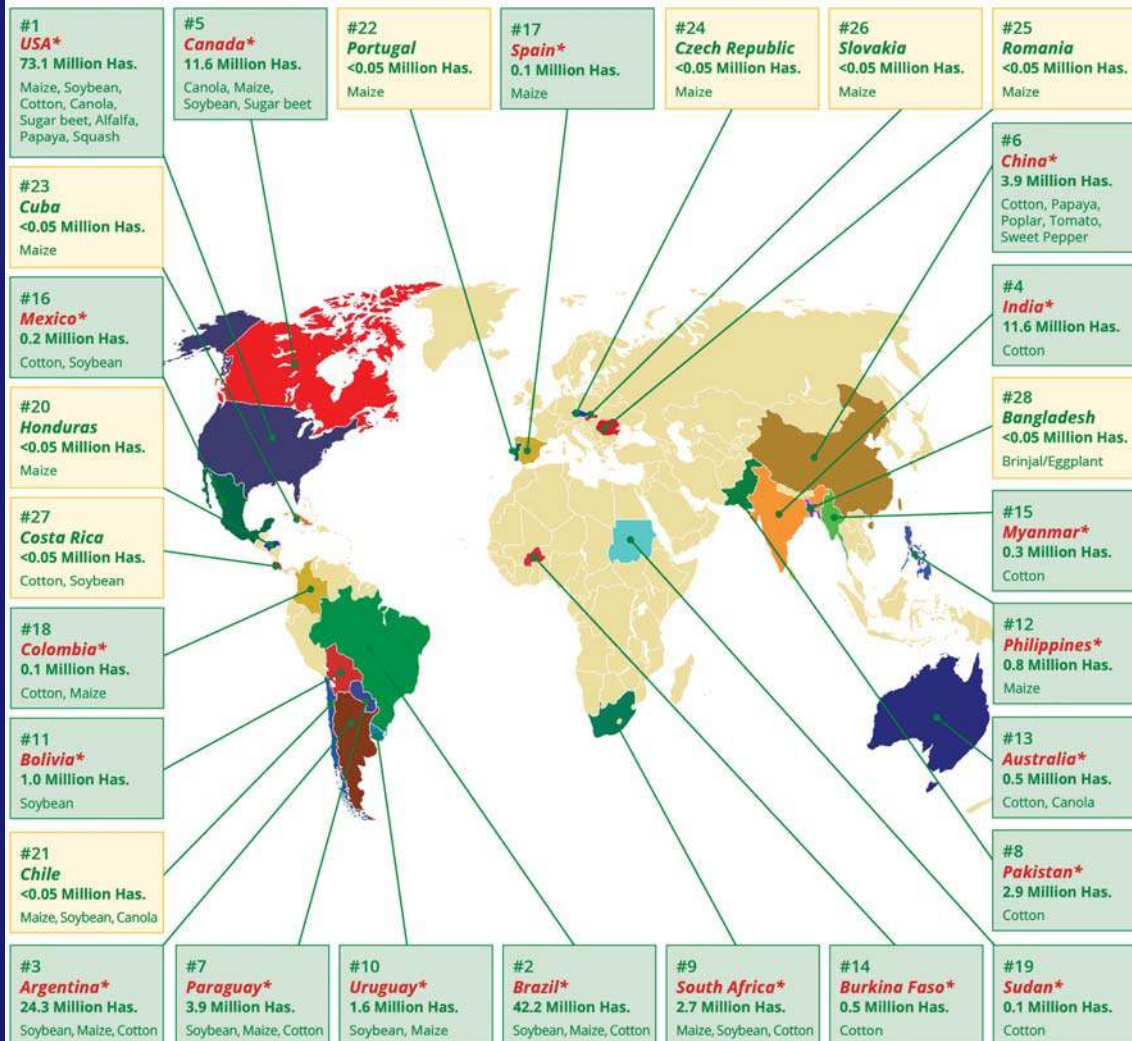 #1
USA*
73.1 Million Has.
Maize, Soybean,
Cotton, Canola,
Sugar beet, Alfalfa,
Papaya, Squash
#5
Canada*
11.6 Million Has.
Canola, Maize,
Soybean, Sugar beet
#22
Portugal
<0.05 Million Has.
Maize
#17
Spain*
0.1 Million Has.
Maize
#24
Czech Republic
<0.05 Million Has.
Maize
#26
Slovakia
<0.05 Million Has.
Maize
#25
Romania
<0.05 Million Has.
Maize
#23
Cuba
<0.05 Million Has.
Maize
#6
China*
3.9 Million Has.
Cotton, Papaya,
Poplar, Tomato,
Sweet Pepper
#16
Mexico*
0.2 Million Has.
Cotton, Soybean
#4
India*
11.6 Million Has.
Cotton
#20
Honduras
<0.05 Million Has.
Maize
#28
Bangladesh
<0.05 Million Has.
Brinjal/Eggplant
#27
Costa Rica
<0.05 Million Has.
Cotton, Soybean
#15
Myanmar*
0.3 Million Has.
Cotton
#18
Colombia*
0.1 Million Has.
Cotton, Maize
#12
Philippines*
0.8 Million Has.
Maize
#11
Bolivia*
1.0 Million Has.
Soybean
#13
Australia*
0.5 Million Has.
Cotton, Canola
#21
Chile
<0.05 Million Has.
Maize, Soybean, Canola
#8
Pakistan*
2.9 Million Has.
Cotton
#3
Argentina*
24.3 Million Has.
Soybean, Maize, Cotton
#7
Paraguay*
3.9 Million Has.
Soybean, Maize, Cotton
#10
Uruguay*
1.6 Million Has.
Soybean, Maize
#2
Brazil*
42.2 Million Has.
Soybean, Maize, Cotton
#9
South Africa*
2.7 Million Has.
Maize, Soybean, Cotton
#14
Burkina Faso*
0.5 Million Has.
Cotton
#19
Sudan*
0.1 Million Has.
Cotton